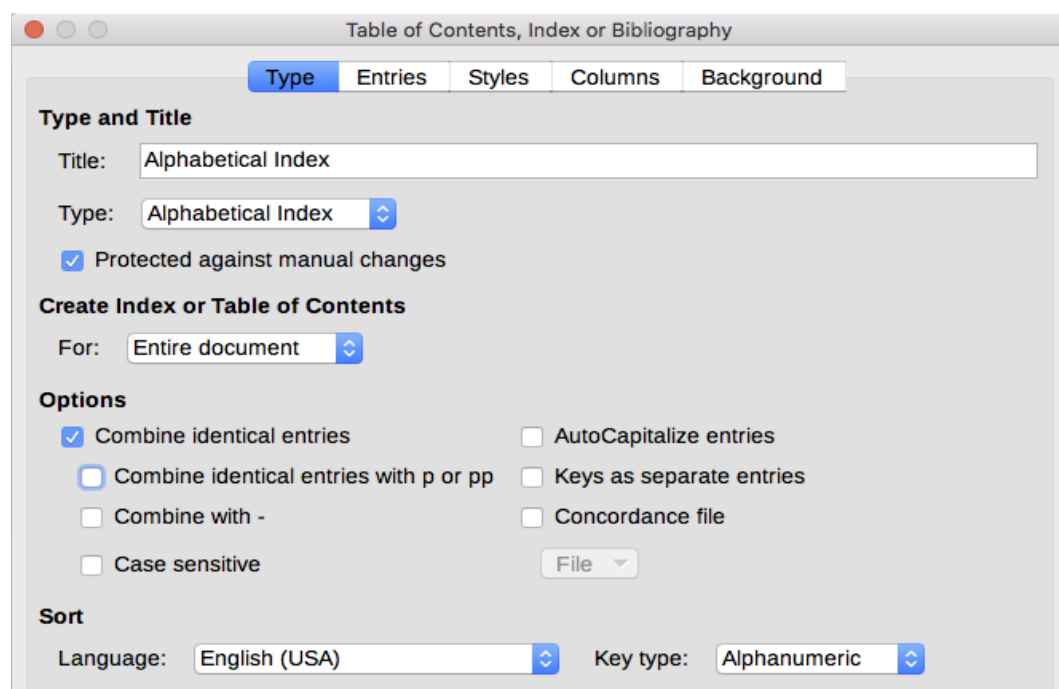 Table of Contents, Index or Bibliography
Type Entries Styles Columns Background
Type and Title
Title: Alphabetical Index
Type: Alphabetical Index
Protected against manual changes
Create Index or Table of Contents
For: Entire document
Options
Combine identical entries AutoCapitalize entries
Combine identical entries with p or pp Keys as separate entries
Combine with - Concordance file
Case sensitive File
Sort
Language: English (USA) Key type: Alphanumeric